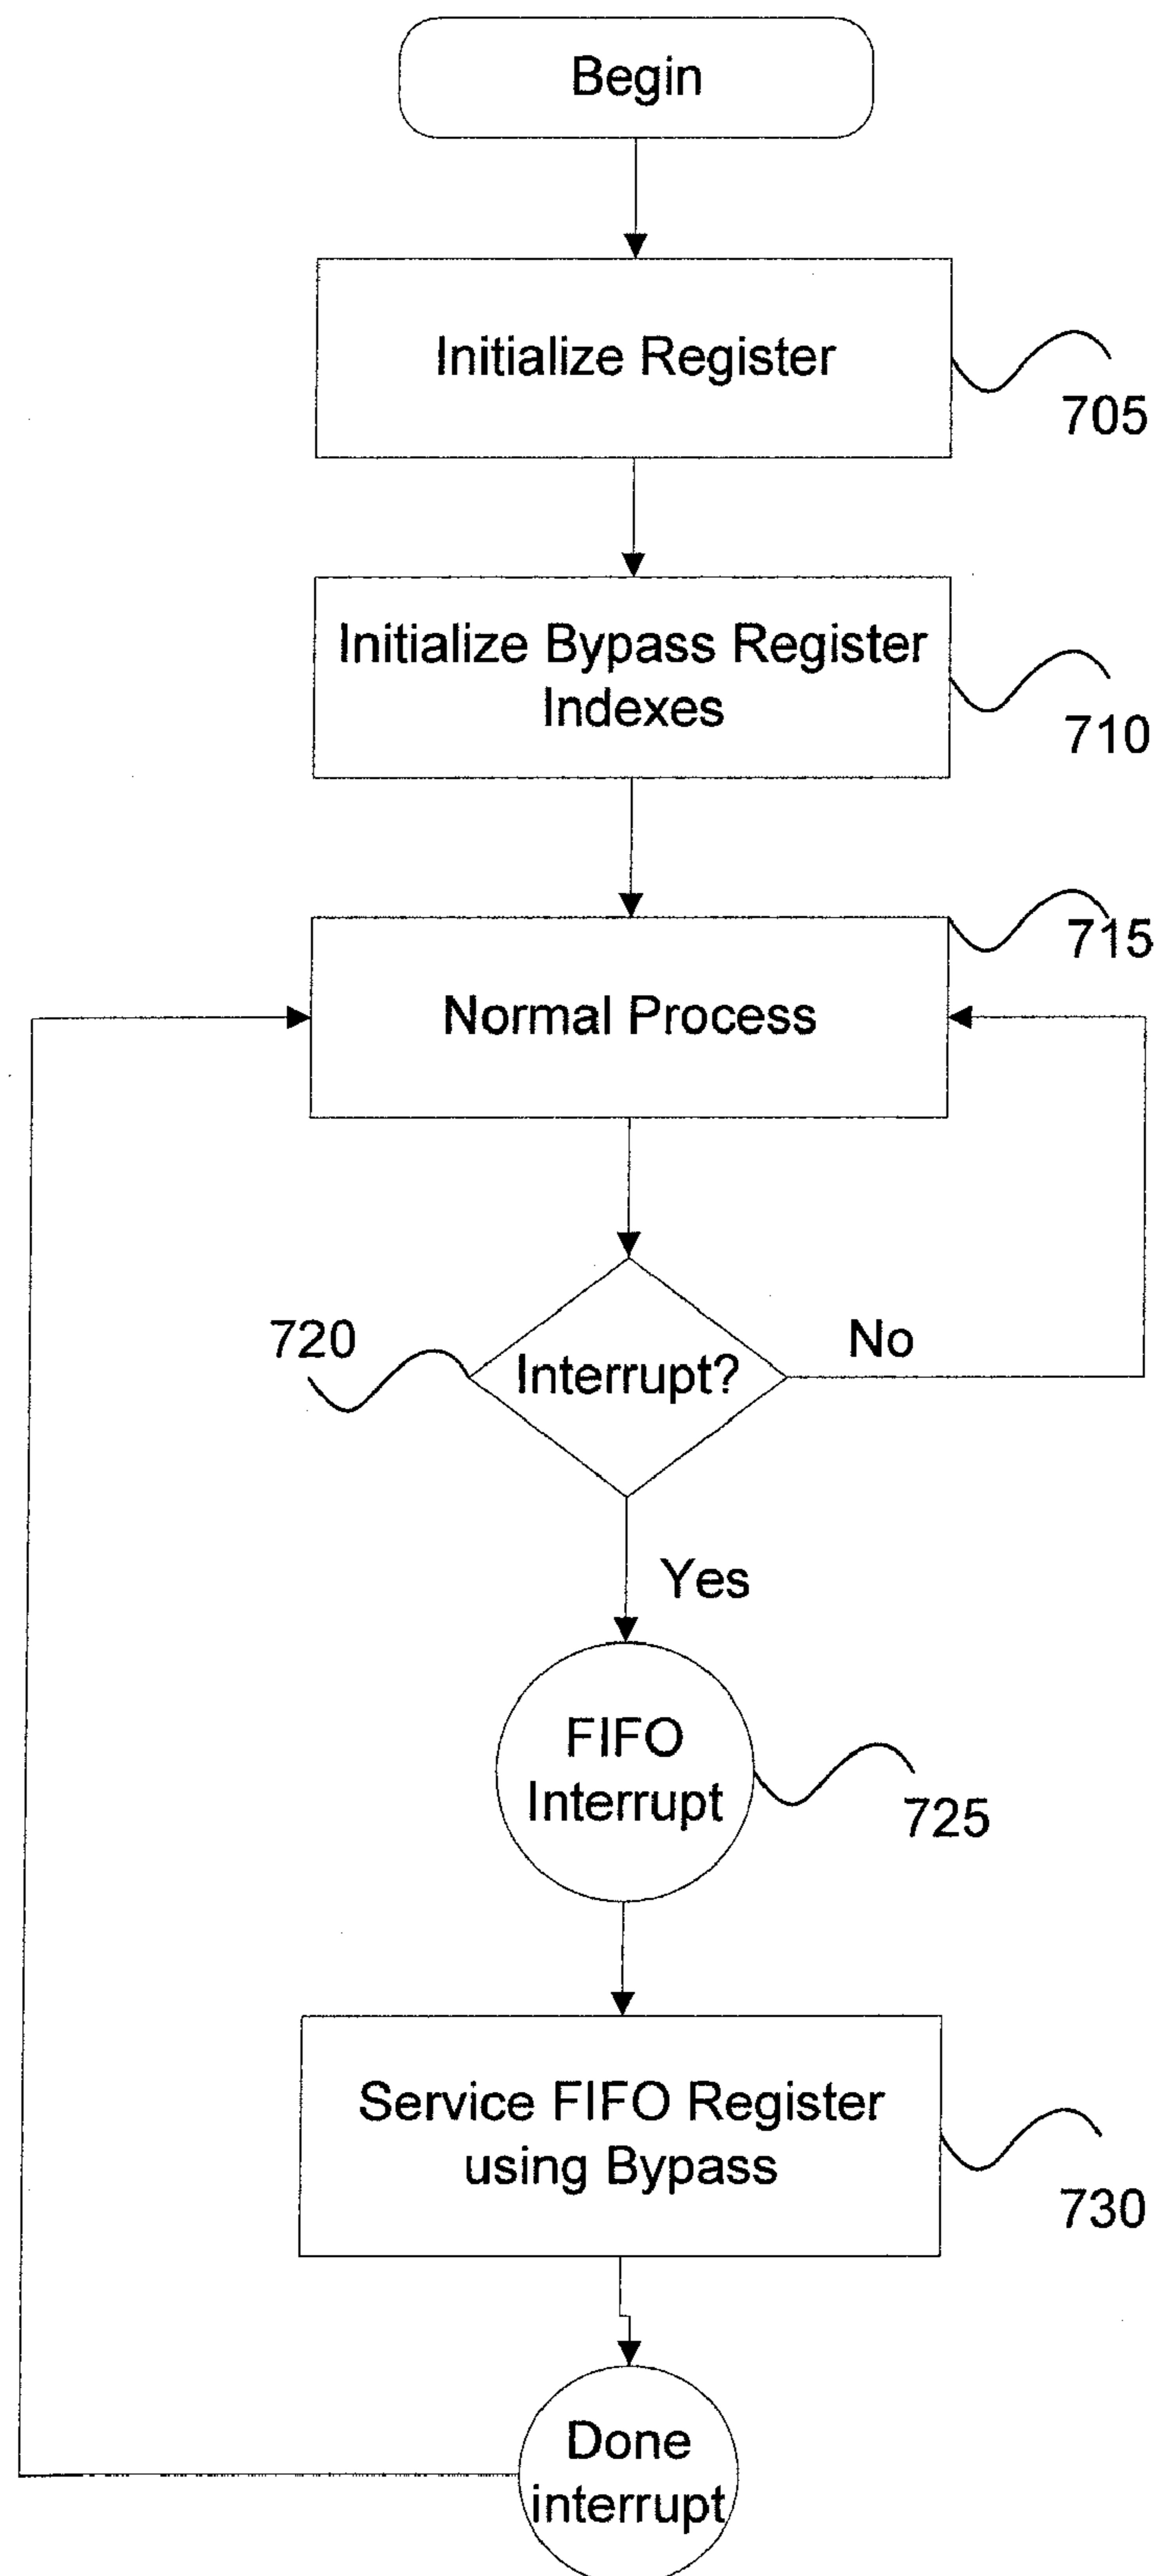 Begin
Initialize Register
705
Initialize Bypass Register
Indexes
710
715
Normal Process
720
Interrupt?
No
Yes
FIFO
Interrupt
725
Service FIFO Register
using Bypass
730
Done
interrupt